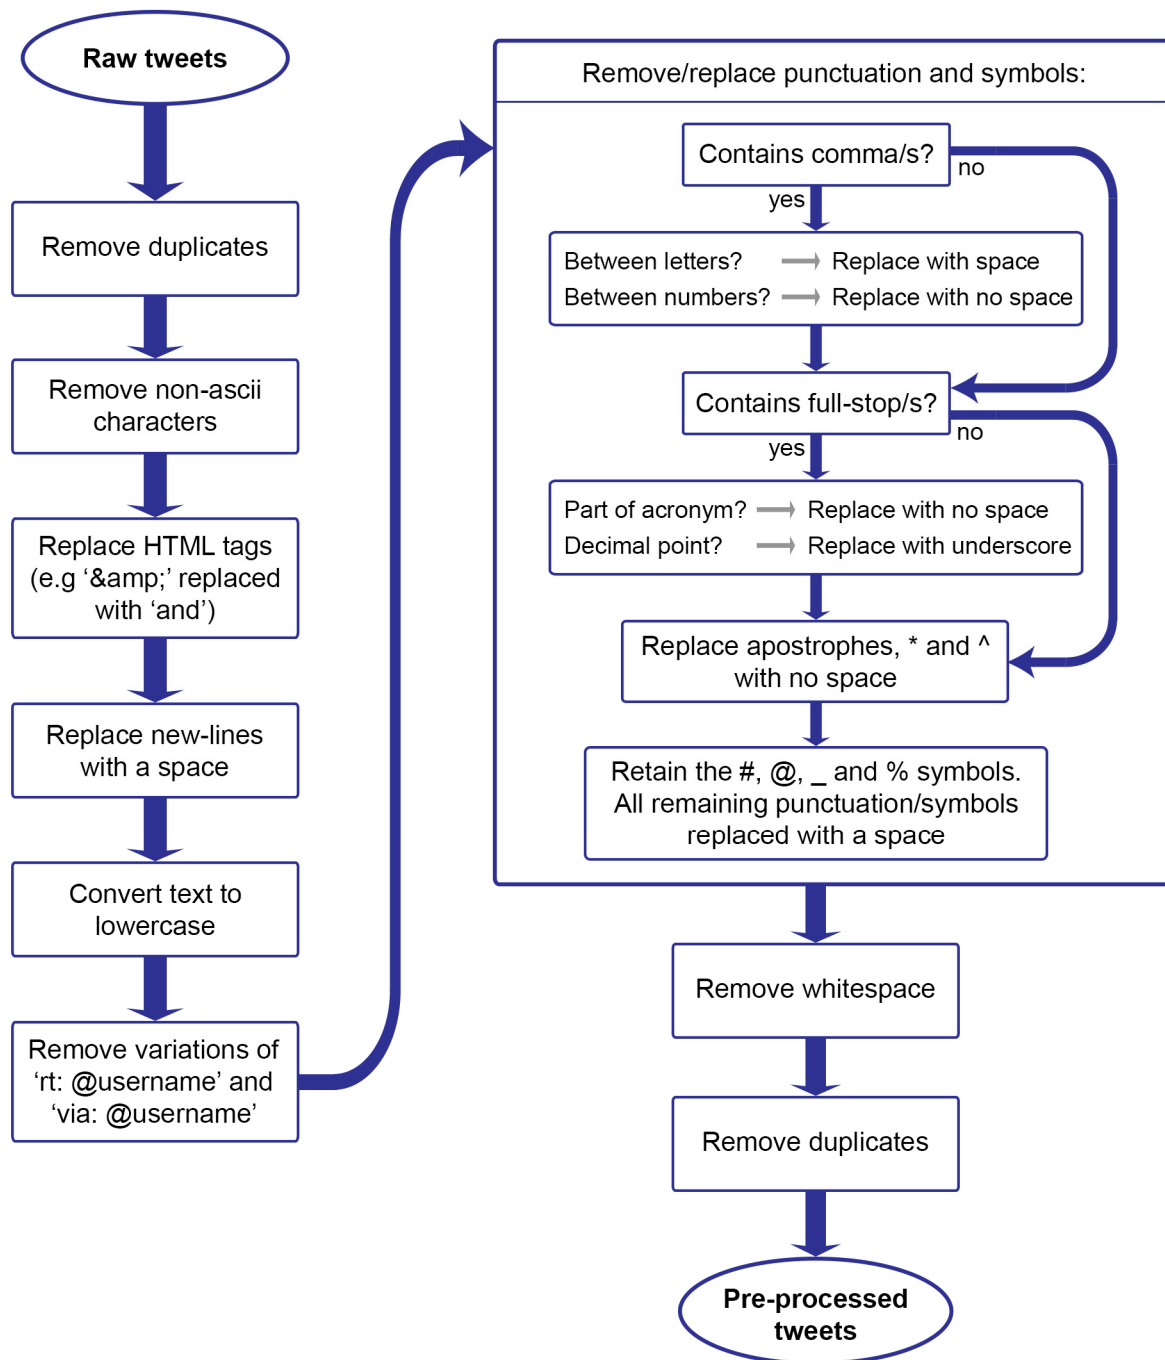 Raw tweets
Remove duplicates
Remove non-ascii
characters
Replace HTML tags
(e.g ‘&amp;’ replaced
with ‘and’)
Replace new-lines
with a space
Convert text to
lowercase
Remove variations of
‘rt: @username’ and
‘via: @username’
Remove/replace punctuation and symbols:
Contains comma/s?
no
yes
Between letters? Replace with space
Between numbers? Replace with no space
Contains full-stop/s?
no
yes
Part of acronym? Replace with no space
Decimal point? Replace with underscore
Replace apostrophes, * and ^
with no space
Retain the #, @, _ and % symbols.
All remaining punctuation/symbols
replaced with a space
Remove whitespace
Remove duplicates
Pre-processed
tweets